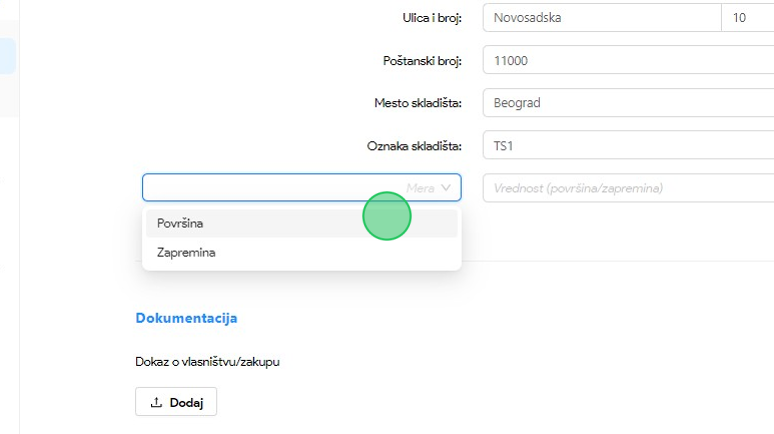 Ulica i broj: Novosadska 10
Poštanski broj: 11000
Mesto skladišta: Beograd
Oznaka skladišta: TS1
Mera Vrednost (površina/zapremina)
Površina
Zapremina
Dokumentacija
Dokaz o vlasništvu/zakupu
Dodaj